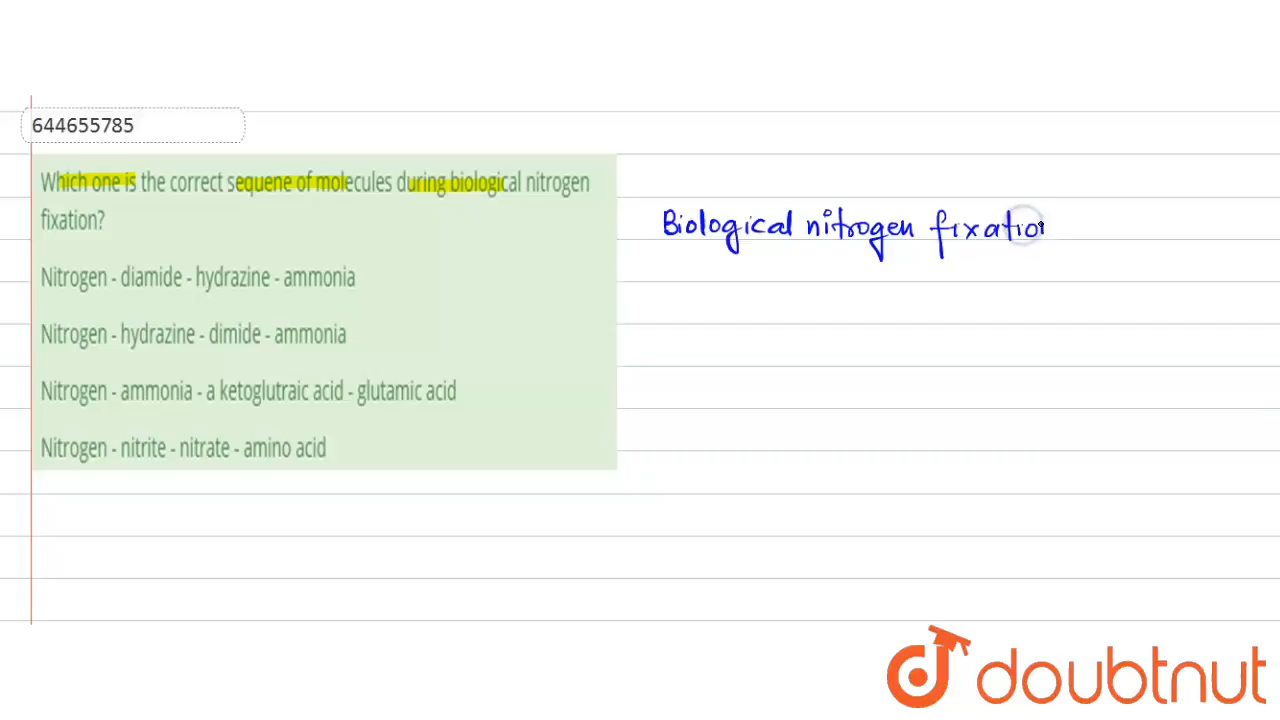 644655785
Which one is the correct sequene of molecules during biological nitrogen
fixation?
Nitrogen - diamide - hydrazine - ammonia
Nitrogen - hydrazine - dimide - ammonia
Nitrogen - ammonia - a ketoglutraic acid - glutamic acid
Nitrogen - nitrite - nitrate - amino acid
Biological nitrogen fixatio
doubtnut